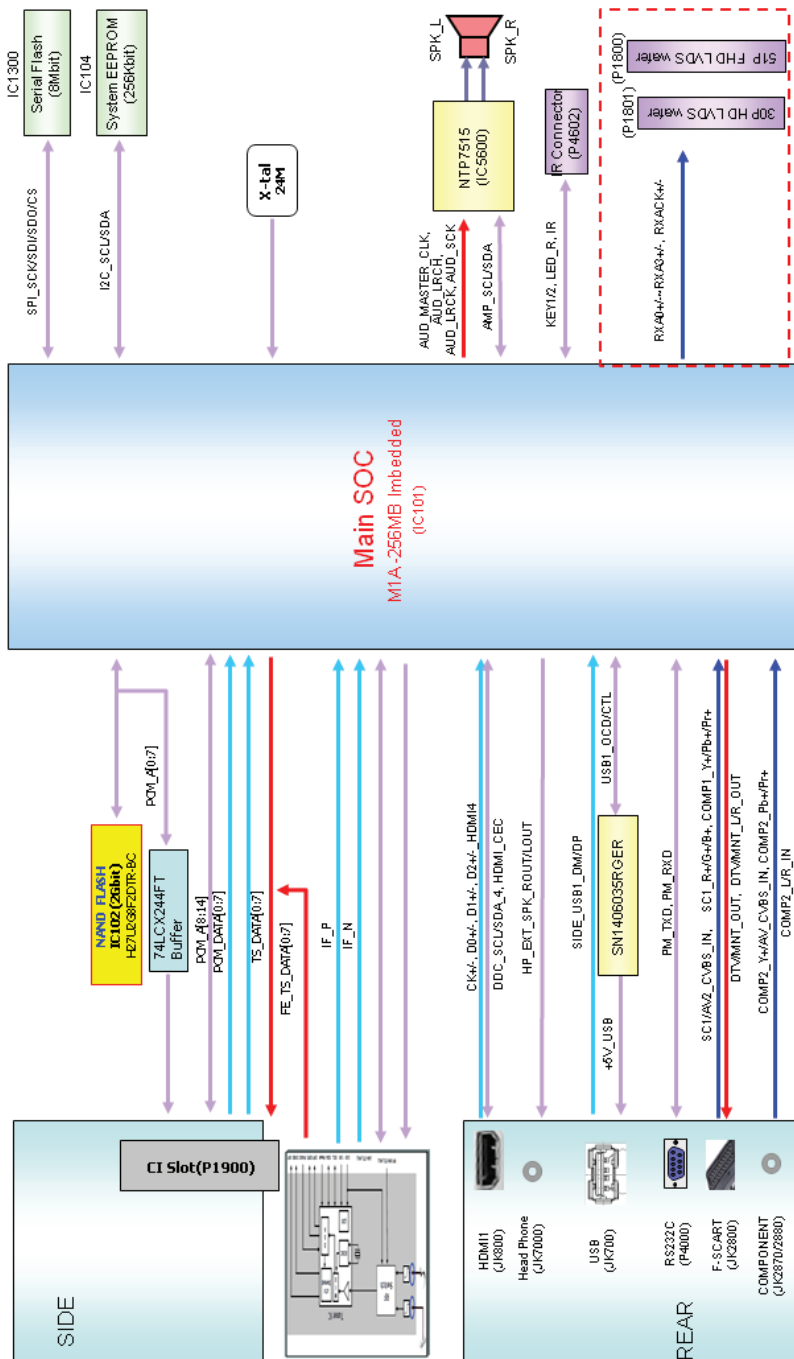 IC1300
Serial Flash
(8Mbit)
SPI_SCK/SDI/SDO/CS
IC104
System EEPROM
(256Kbit)
I2C_SCL/SDA
X-tal
24M
SPK_L
SPK_R
NTP7515
(IC5600)
AUD_MASTER_CLK,
AUD_LRCH,
AUD_LRCK, AUD_SCK
AMP_SCL/SDA
IR Connector
(P4602)
KEY1/2, LED_R, IR
(P1800)
51P FHD LVDS wafer
(P1801)
30P HD LVDS wafer
RXA0+/-~RXA3+/-, RXACK+/-
Main SOC
M1A-256MB Imbedded
(IC101)
NAND FLASH
IC102(2Gbit)
H27U2G8F2DTR-BC
PCM_A[0:7]
74LCX244FT
Buffer
PCM_A[8:14]
PCM_DATA[0:7]
TS_DATA[0:7]
FE_TS_DATA[0:7]
IF_P
IF_N
CK+/-, D0+/-, D1+/-, D2+/-_HDMI4
DDC_SCL/SDA_4, HDMI_CEC
HP_EXT_SPK_ROUT/LOUT
SIDE_USB1_DM/DP
USB1_OCD/CTL
SN1406035RGER
+5V_USB
PM_TXD, PM_RXD
SC1/AV2_CVBS_IN, SC1_R+/G+/B+, COMP1_Y+/Pb+/Pr+
DTV/MNT_OUT, DTV/MNT_L/R_OUT
COMP2_Y+/AV_CVBS_IN, COMP2_Pb+/Pr+
COMP2_L/R_IN
CI Slot(P1900)
SIDE
HDMI1
(JK800)
Head Phone
(JK7000)
USB
(JK700)
RS232C
(P4000)
F-SCART
(JK2800)
COMPONENT
(JK2870/2880)
REAR